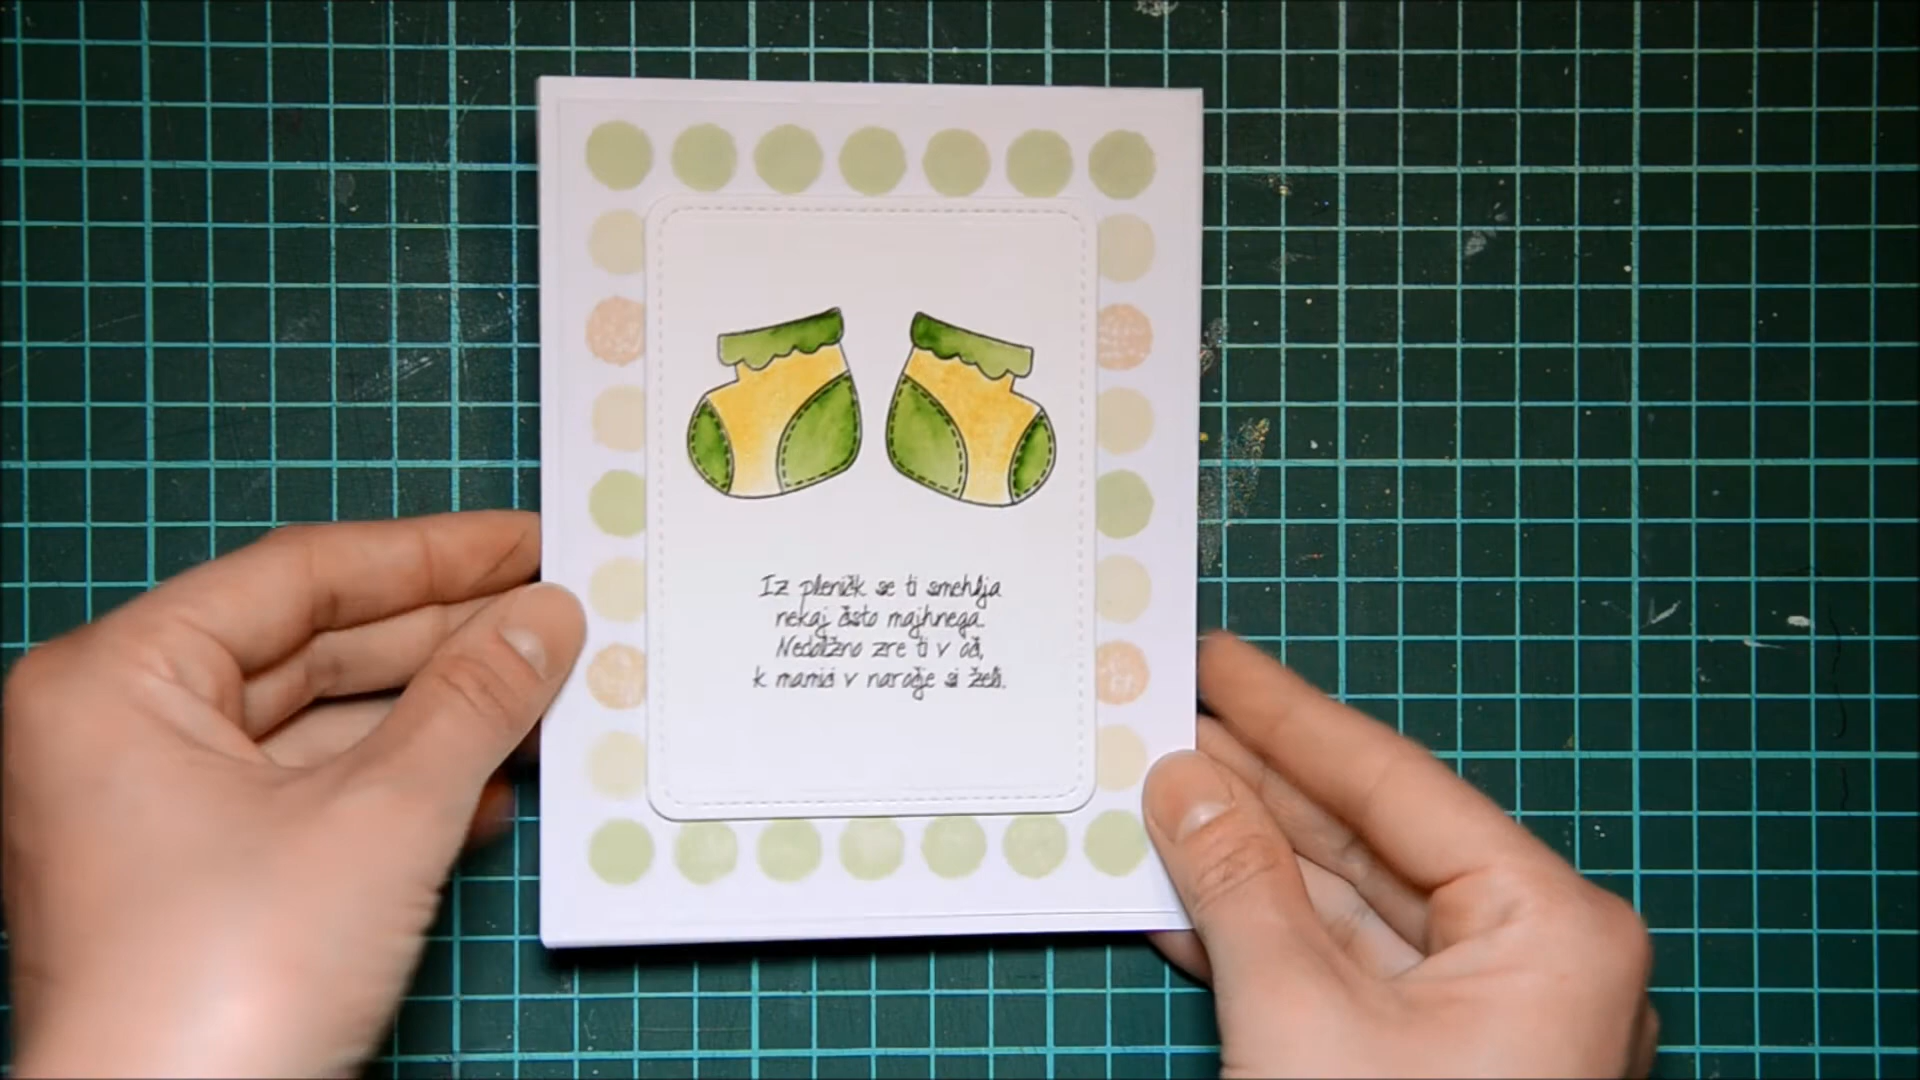 Iz pleničk se ti smehlja
nekaj čisto majhnega.
Nedolžno zre ti v oči,
k mamici v naročje si želi.